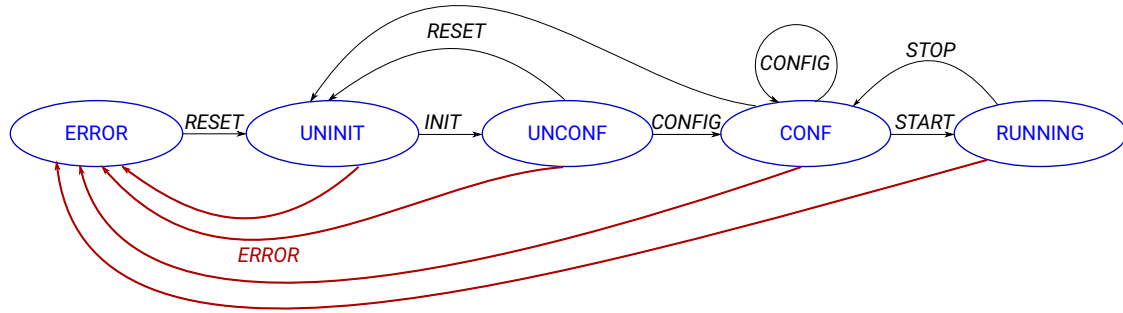 RESET
CONFIG
STOP
ERROR
RESET
UNINIT
INIT
UNCONF
CONFIG
CONF
START
RUNNING
ERROR